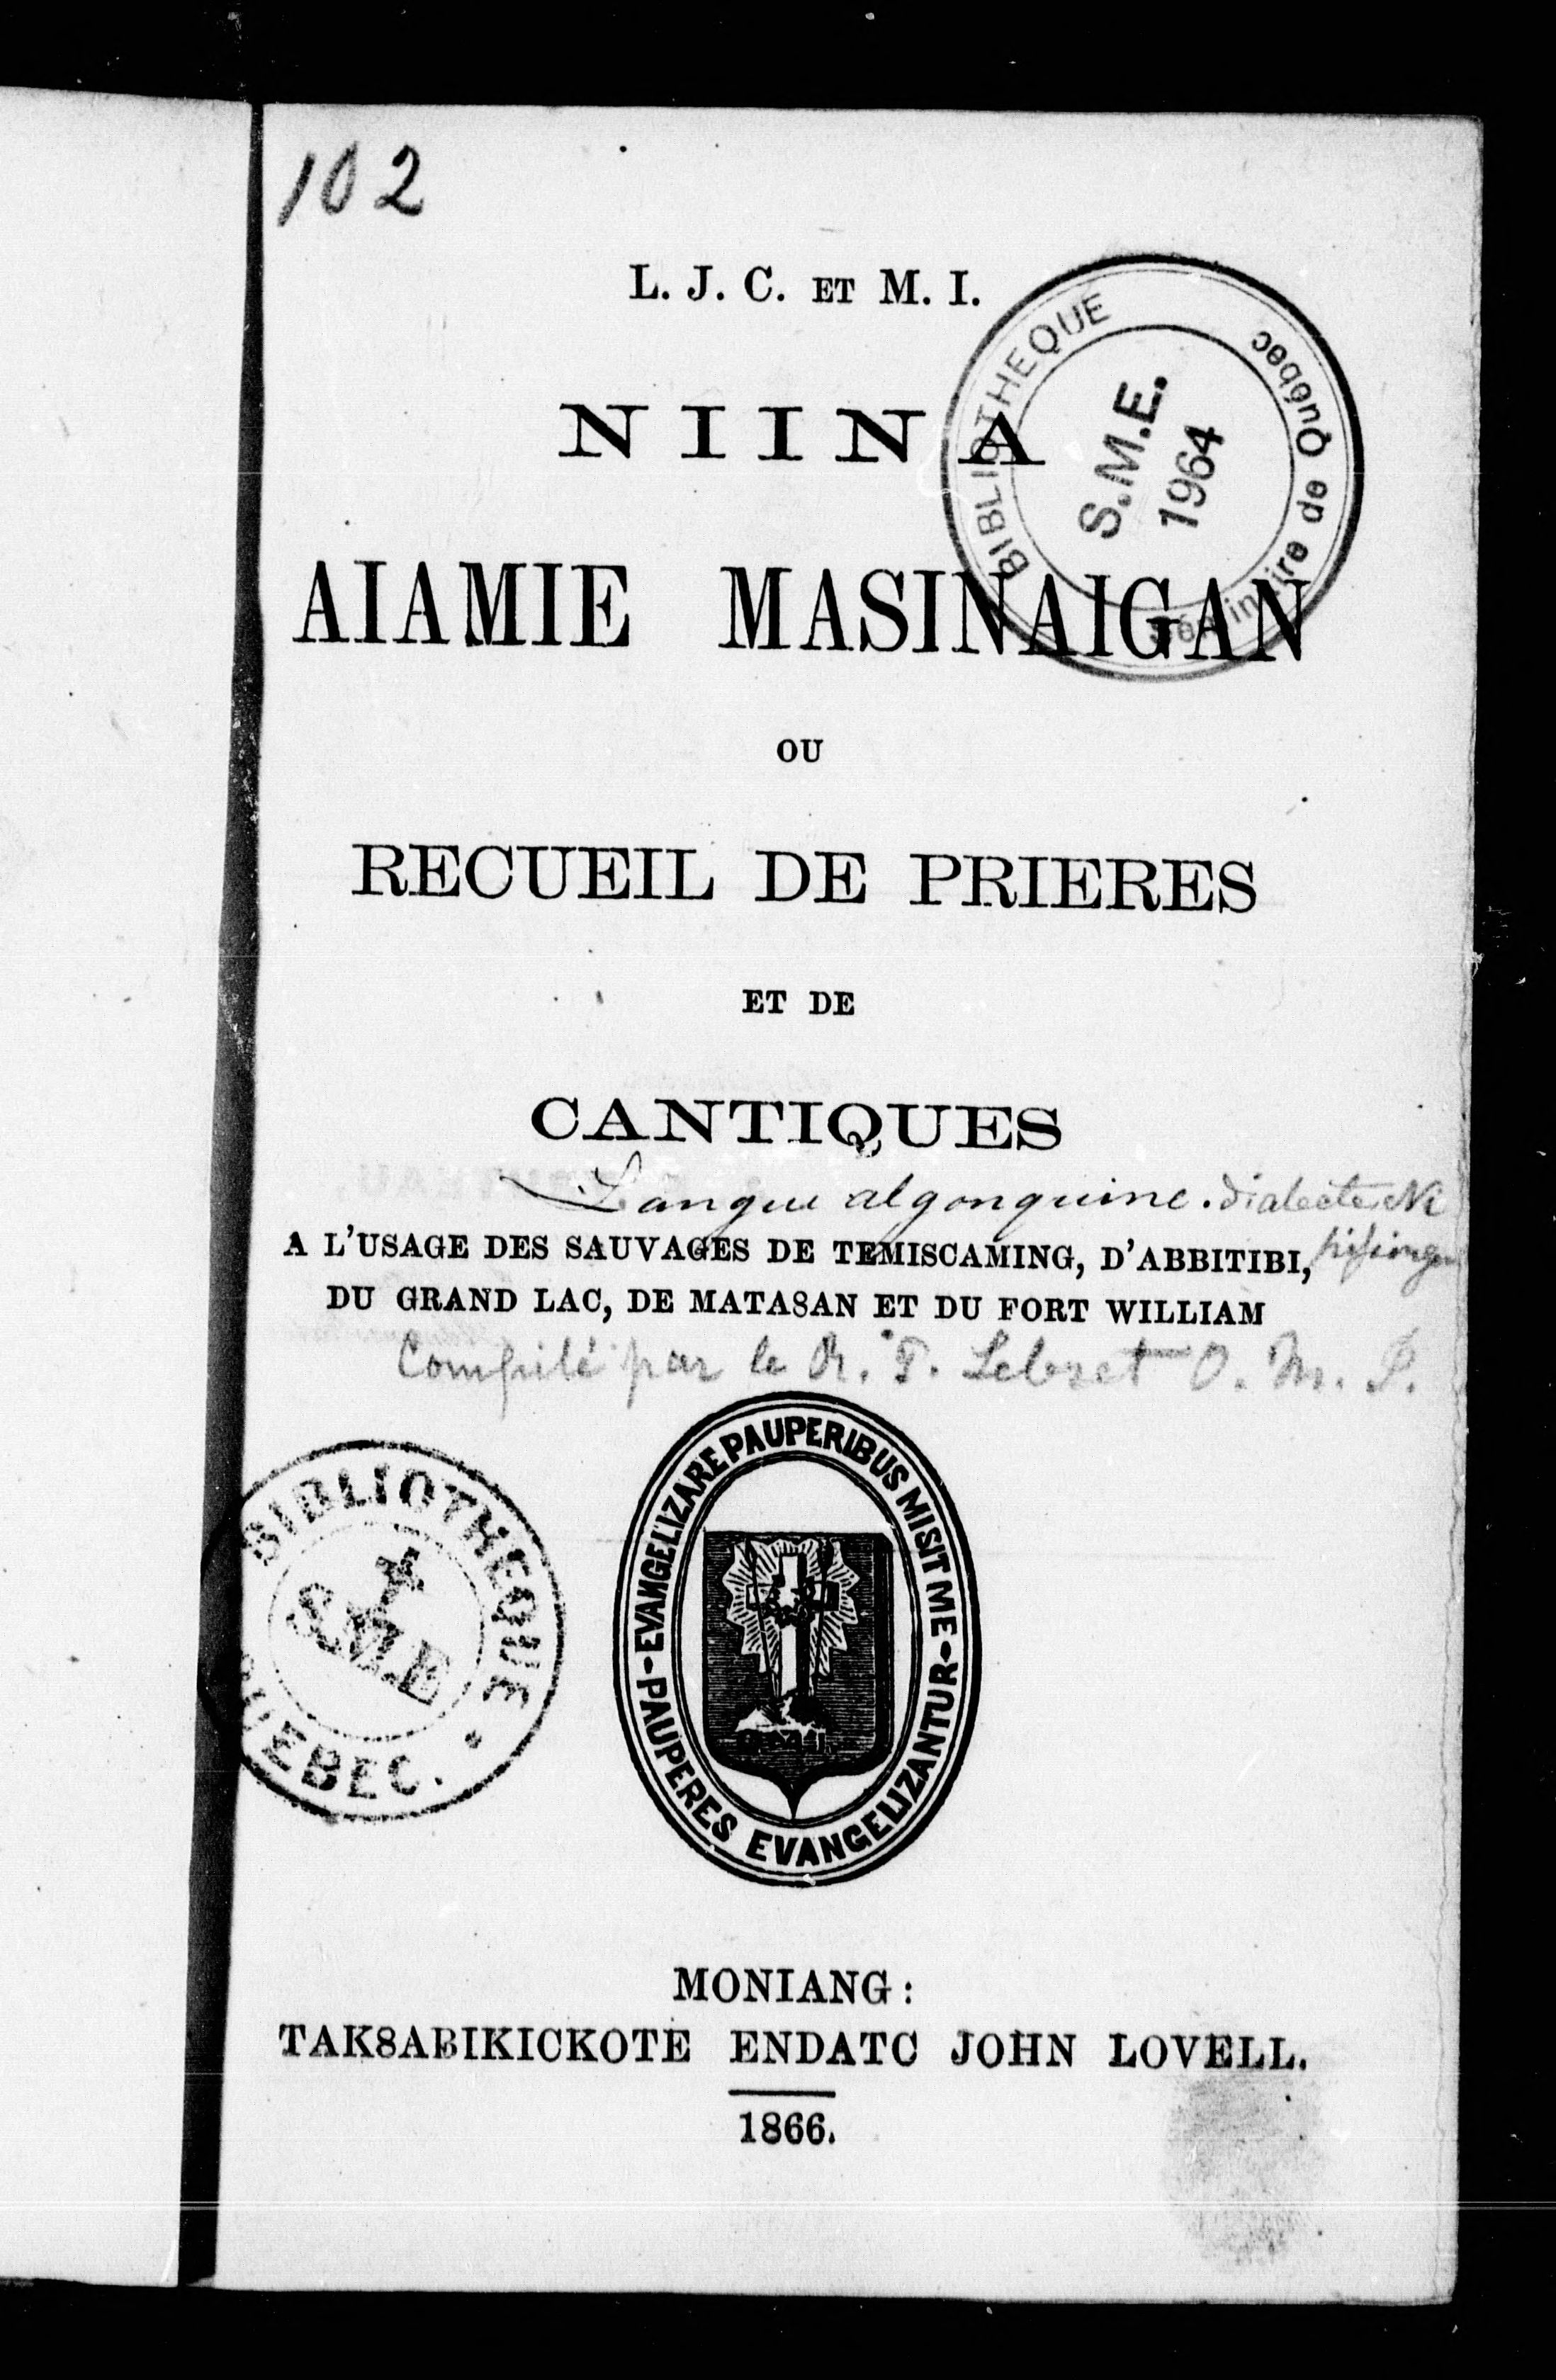 102
L. J. C. ET M. I.
BIBLIOTHEQUE
S.M.E.
1964
Séminaire de Québec
NIINA
AIAMIE MASINAIGAN
OU
RECUEIL DE PRIERES
ET DE
CANTIQUES
Langue algonquine. dialecte Ni
A L'USAGE DES SAUVAGES DE TEMISCAMING, D'ABBITIBI,
DU GRAND LAC, DE MATA8AN ET DU FORT WILLIAM
Compilé par le R. P. Lebret O. M. I.
EVANGELIZARE PAUPERIBUS MISIT ME - PAUPERES EVANGELIZANTUR -
BIBLIOTHEQUE
S.M.E
QUEBEC.
MONIANG:
TAK8ABIKICKOTE ENDATC JOHN LOVELL.
1866.